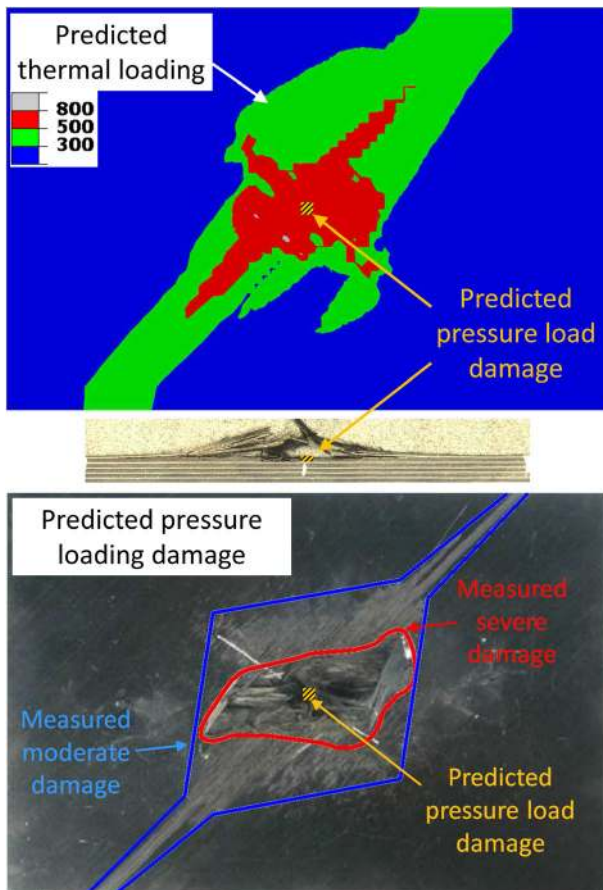 Predicted
thermal loading
800
500
300
Predicted
pressure load
damage
Predicted pressure
loading damage
Measured
severe
damage
Measured
moderate
damage
Predicted
pressure load
damage